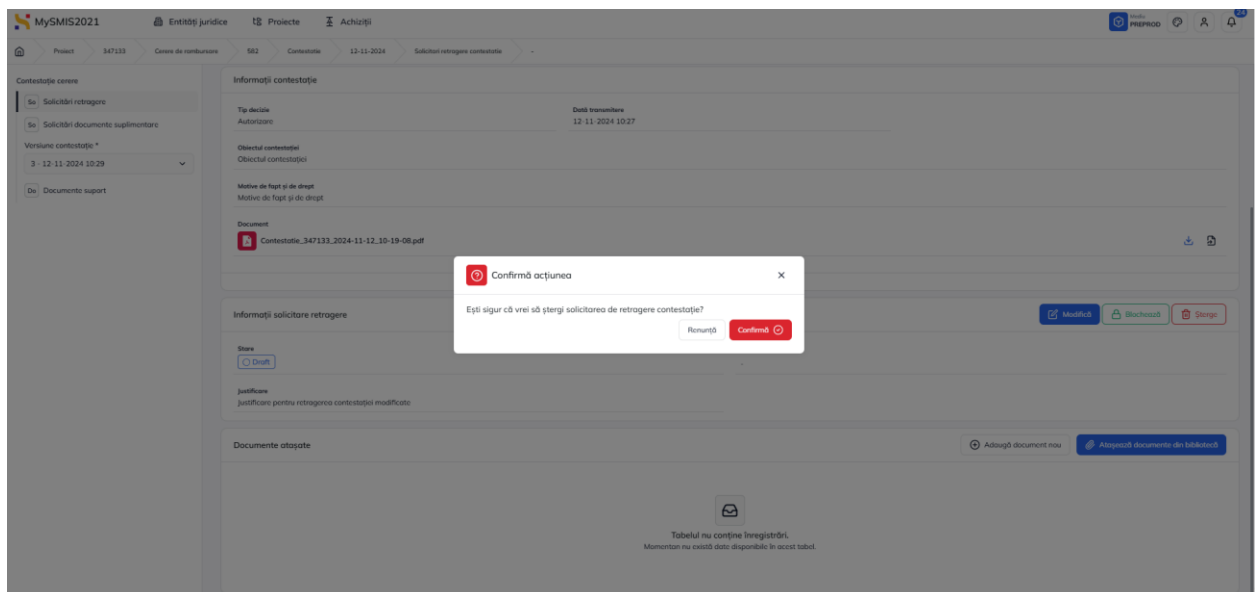 MySMIS2021
Entități juridice
Proiecte
Achiziții
Mediu
PREPROD
24
Proiect
347133
Cerere de rambursare
582
Contestatie
12-11-2024
Solicitari retragere contestatie
-
Contestație cerere
So Solicitări retragere
So Solicitări documente suplimentare
Versiune contestație *
3 - 12-11-2024 10:29
Do Documente suport
Informații contestație
Tip decizie
Autorizare
Dată transmitere
12-11-2024 10:27
Obiectul contestației
Obiectul contestației
Motive de fapt și de drept
Motive de fapt și de drept
Document
Contestatie_347133_2024-11-12_10-19-08.pdf
Confirmă acțiunea
Ești sigur că vrei să ștergi solicitarea de retragere contestație?
Renunță
Confirmă
Informații solicitare retragere
Modifică
Blochează
Șterge
Stare
Draft
-
Justificare
Justificare pentru retragerea contestației modificate
Documente atașate
Adaugă document nou
Atașează documente din bibliotecă
Tabelul nu conține înregistrări.
Momentan nu există date disponibile în acest tabel.